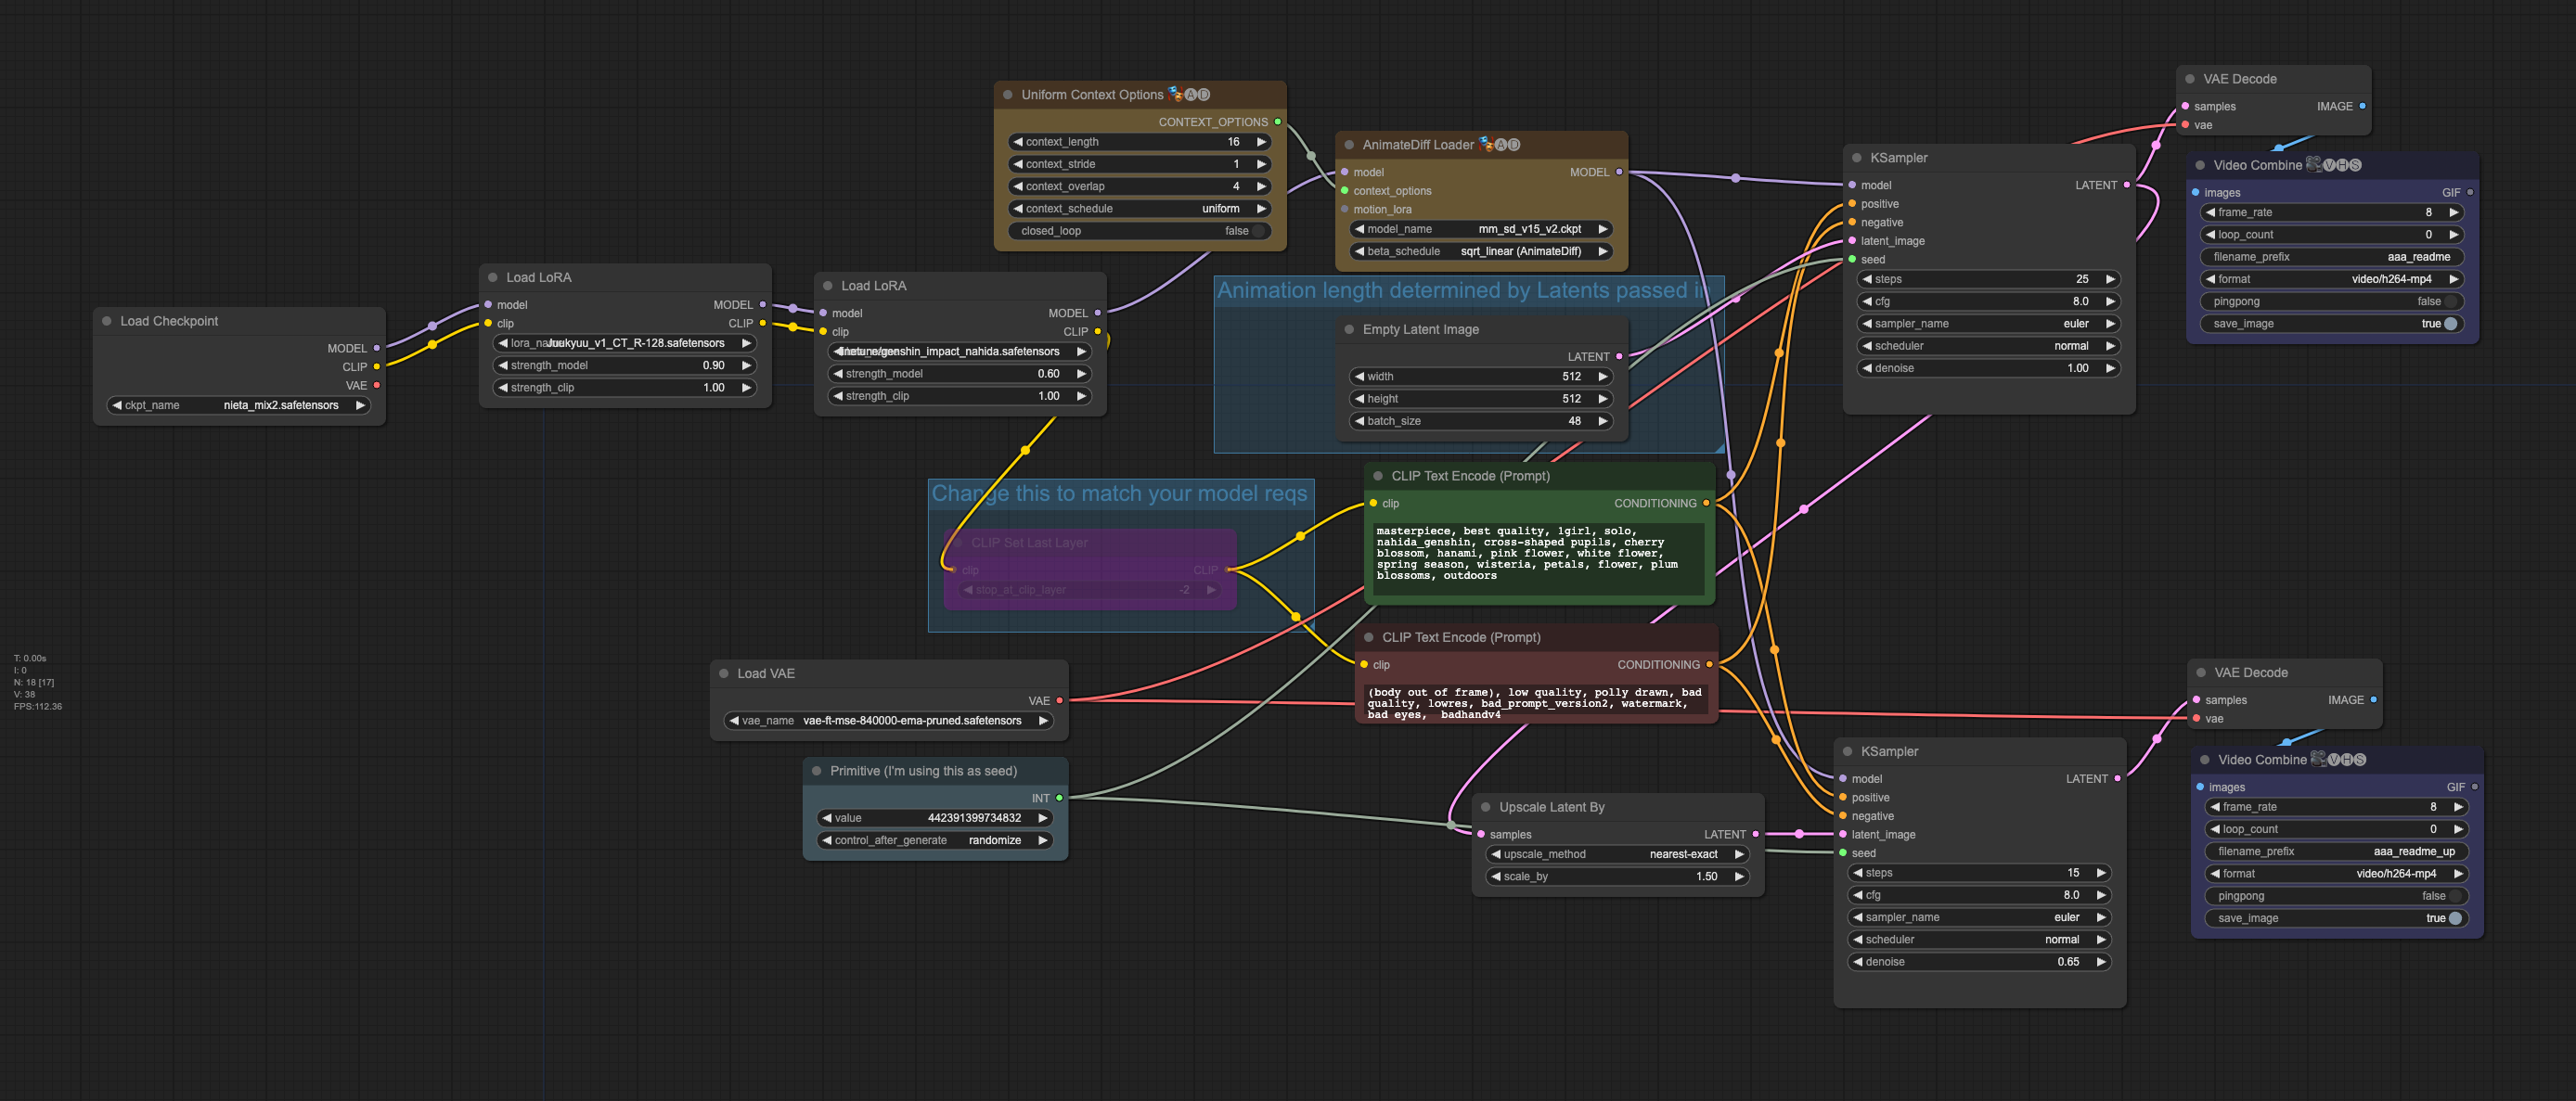 Load Checkpoint
MODEL
CLIP
VAE
ckpt_name nieta_mix2.safetensors
Load LoRA
model MODEL
clip CLIP
Juukyuu_v1_CT_R-128.safetensors
strength_model 0.90
strength_clip 1.00
Load LoRA
model MODEL
clip CLIP
genshin_impact_nahida.safetensors
strength_model 0.60
strength_clip 1.00
Uniform Context Options AD
CONTEXT_OPTIONS
context_length 16
context_stride 1
context_overlap 4
context_schedule uniform
closed_loop false
AnimateDiff Loader AD
model MODEL
context_options
motion_lora
model_name mm_sd_v15_v2.ckpt
beta_schedule sqrt_linear (AnimateDiff)
Animation length determined by Latents passed in
Empty Latent Image
LATENT
width 512
height 512
batch_size 48
Change this to match your model reqs
CLIP Set Last Layer
clip CLIP
stop_at_clip_layer -2
CLIP Text Encode (Prompt)
clip CONDITIONING
masterpiece, best quality, 1girl, solo,
nahida_genshin, cross-shaped pupils, cherry
blossom, hanami, pink flower, white flower,
spring season, wisteria, petals, flower, plum
blossoms, outdoors
CLIP Text Encode (Prompt)
clip CONDITIONING
(body out of frame), low quality, polly drawn, bad
quality, lowres, bad_prompt_version2, watermark,
bad eyes,  badhandv4
Load VAE
VAE
vae_name vae-ft-mse-840000-ema-pruned.safetensors
Primitive (I'm using this as seed)
INT
value 442391399734832
control_after_generate randomize
Upscale Latent By
samples LATENT
upscale_method nearest-exact
scale_by 1.50
KSampler
model LATENT
positive
negative
latent_image
seed
steps 25
cfg 8.0
sampler_name euler
scheduler normal
denoise 1.00
VAE Decode
samples IMAGE
vae
Video Combine VHS
images GIF
frame_rate 8
loop_count 0
filename_prefix aaa_readme
format video/h264-mp4
pingpong false
save_image true
KSampler
model LATENT
positive
negative
latent_image
seed
steps 15
cfg 8.0
sampler_name euler
scheduler normal
denoise 0.65
VAE Decode
samples IMAGE
vae
Video Combine VHS
images GIF
frame_rate 8
loop_count 0
filename_prefix aaa_readme_up
format video/h264-mp4
pingpong false
save_image true
T: 0.00s
I: 0
N: 18 [17]
V: 38
FPS:112.36